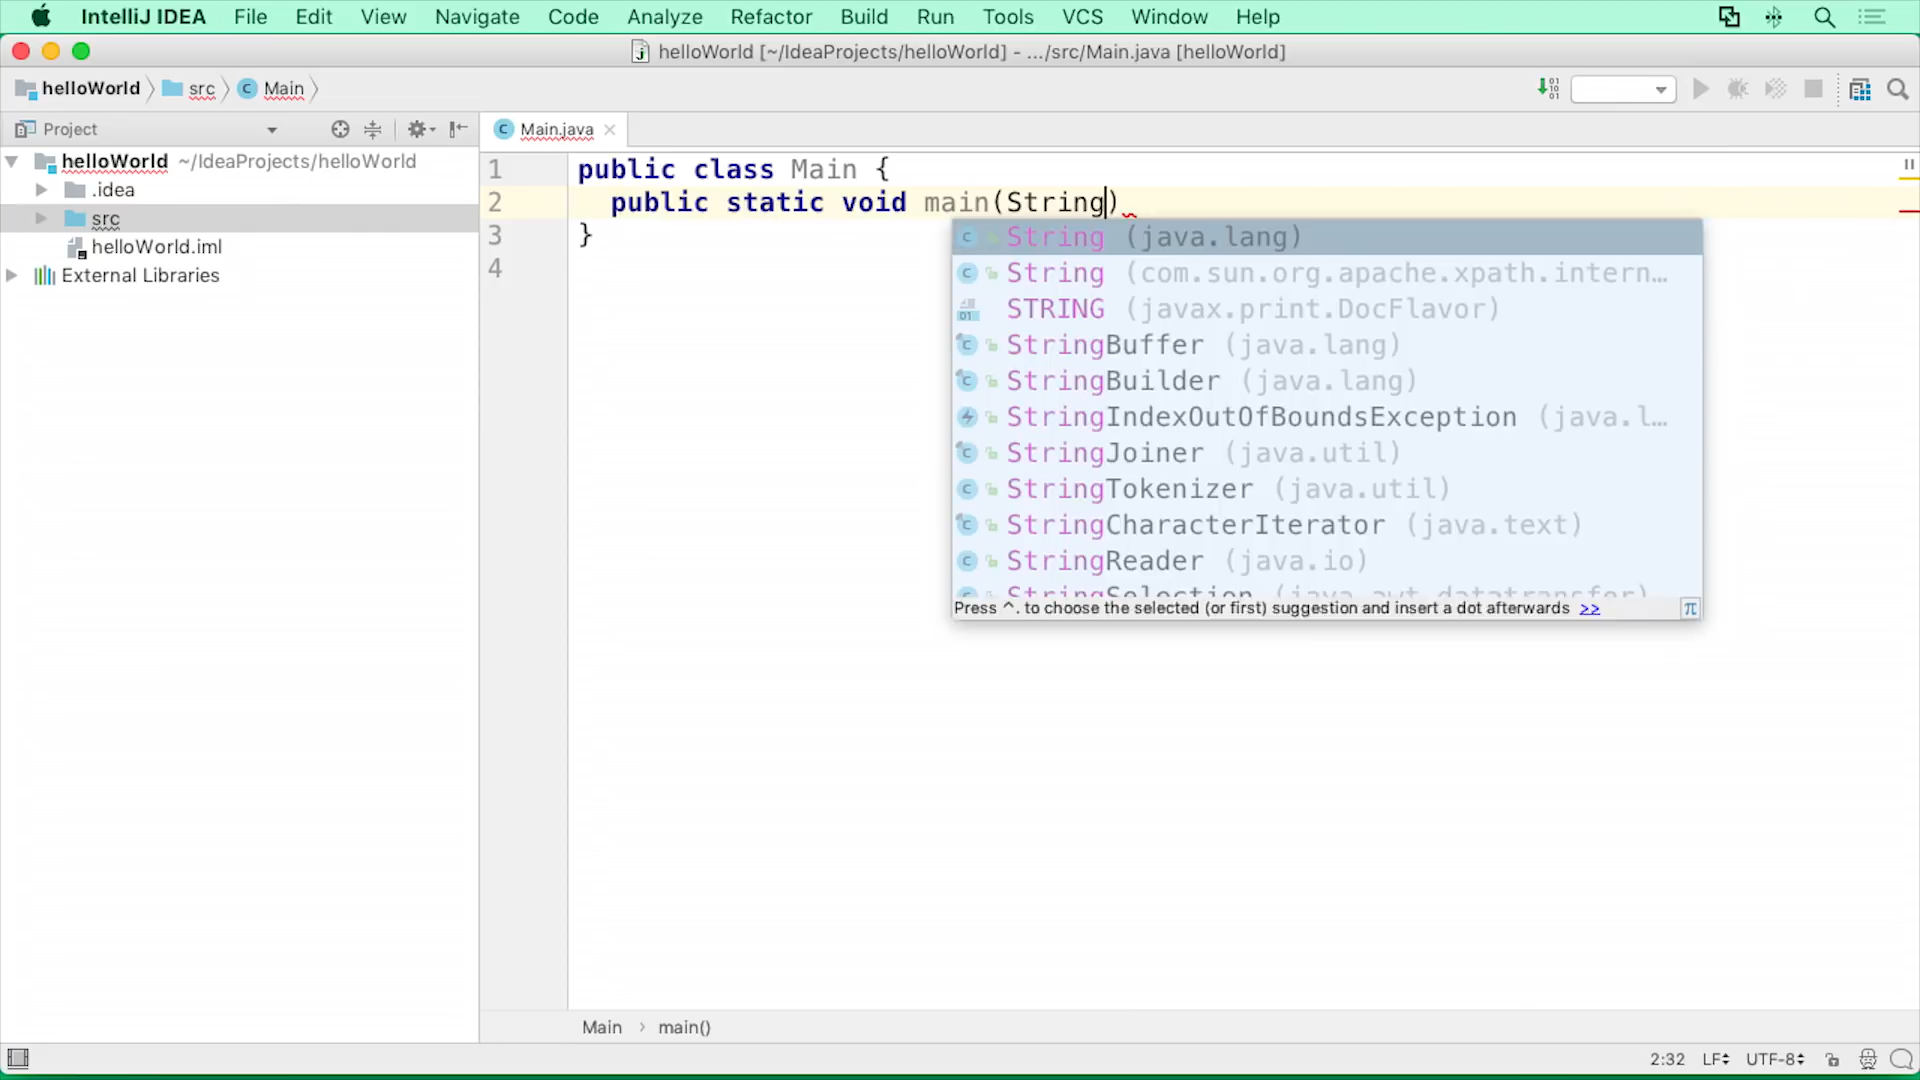 IntelliJ IDEA File Edit View Navigate Code Analyze Refactor Build Run Tools VCS Window Help
helloWorld [~/IdeaProjects/helloWorld] - .../src/Main.java [helloWorld]
helloWorld src Main
Project
Main.java
helloWorld ~/IdeaProjects/helloWorld
.idea
src
helloWorld.iml
External Libraries
1 public class Main {
2 public static void main(String)
3 }
4
String (java.lang)
String (com.sun.org.apache.xpath.intern…
STRING (javax.print.DocFlavor)
StringBuffer (java.lang)
StringBuilder (java.lang)
StringIndexOutOfBoundsException (java.l…
StringJoiner (java.util)
StringTokenizer (java.util)
StringCharacterIterator (java.text)
StringReader (java.io)
StringSelection (java.awt.datatransfer)
Press ^. to choose the selected (or first) suggestion and insert a dot afterwards >> π
Main › main()
2:32 LF UTF-8